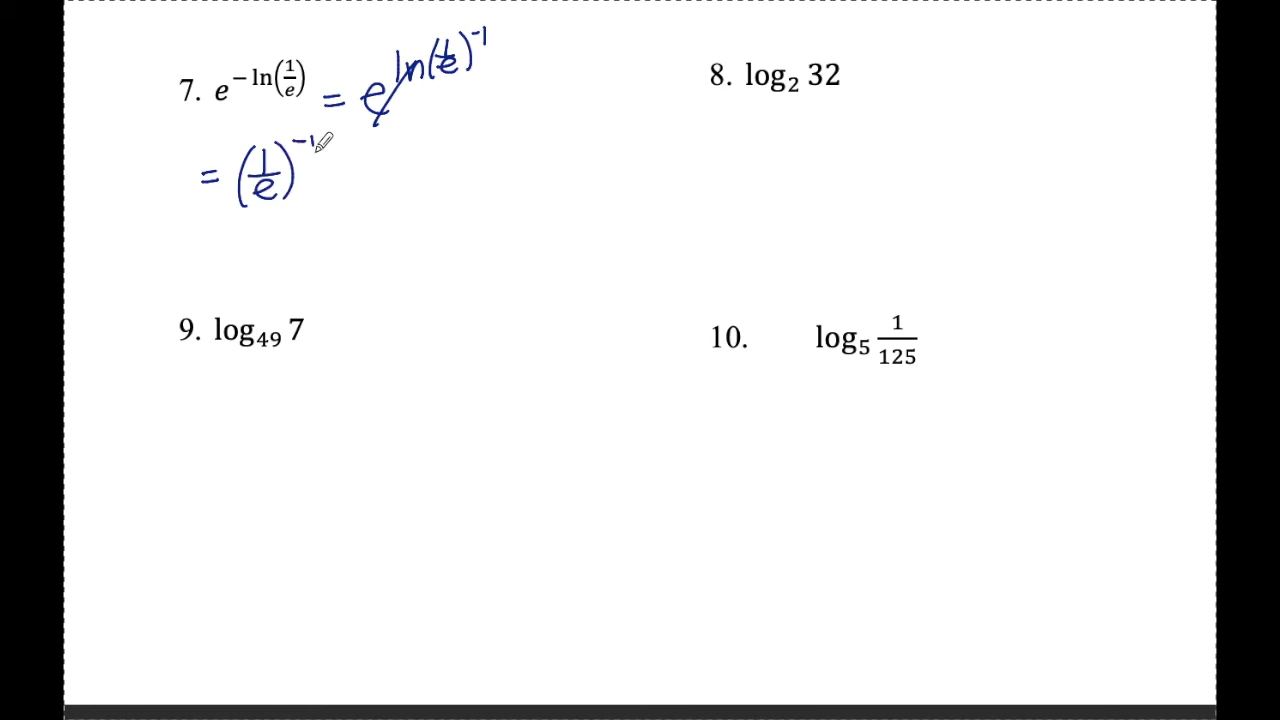 7. e^{-ln(1/e)} = e^{ln(1/e)^{-1}}
= (1/e)^{-1}
8. log₂ 32
9. log₄₉ 7
10. log₅ 1/125